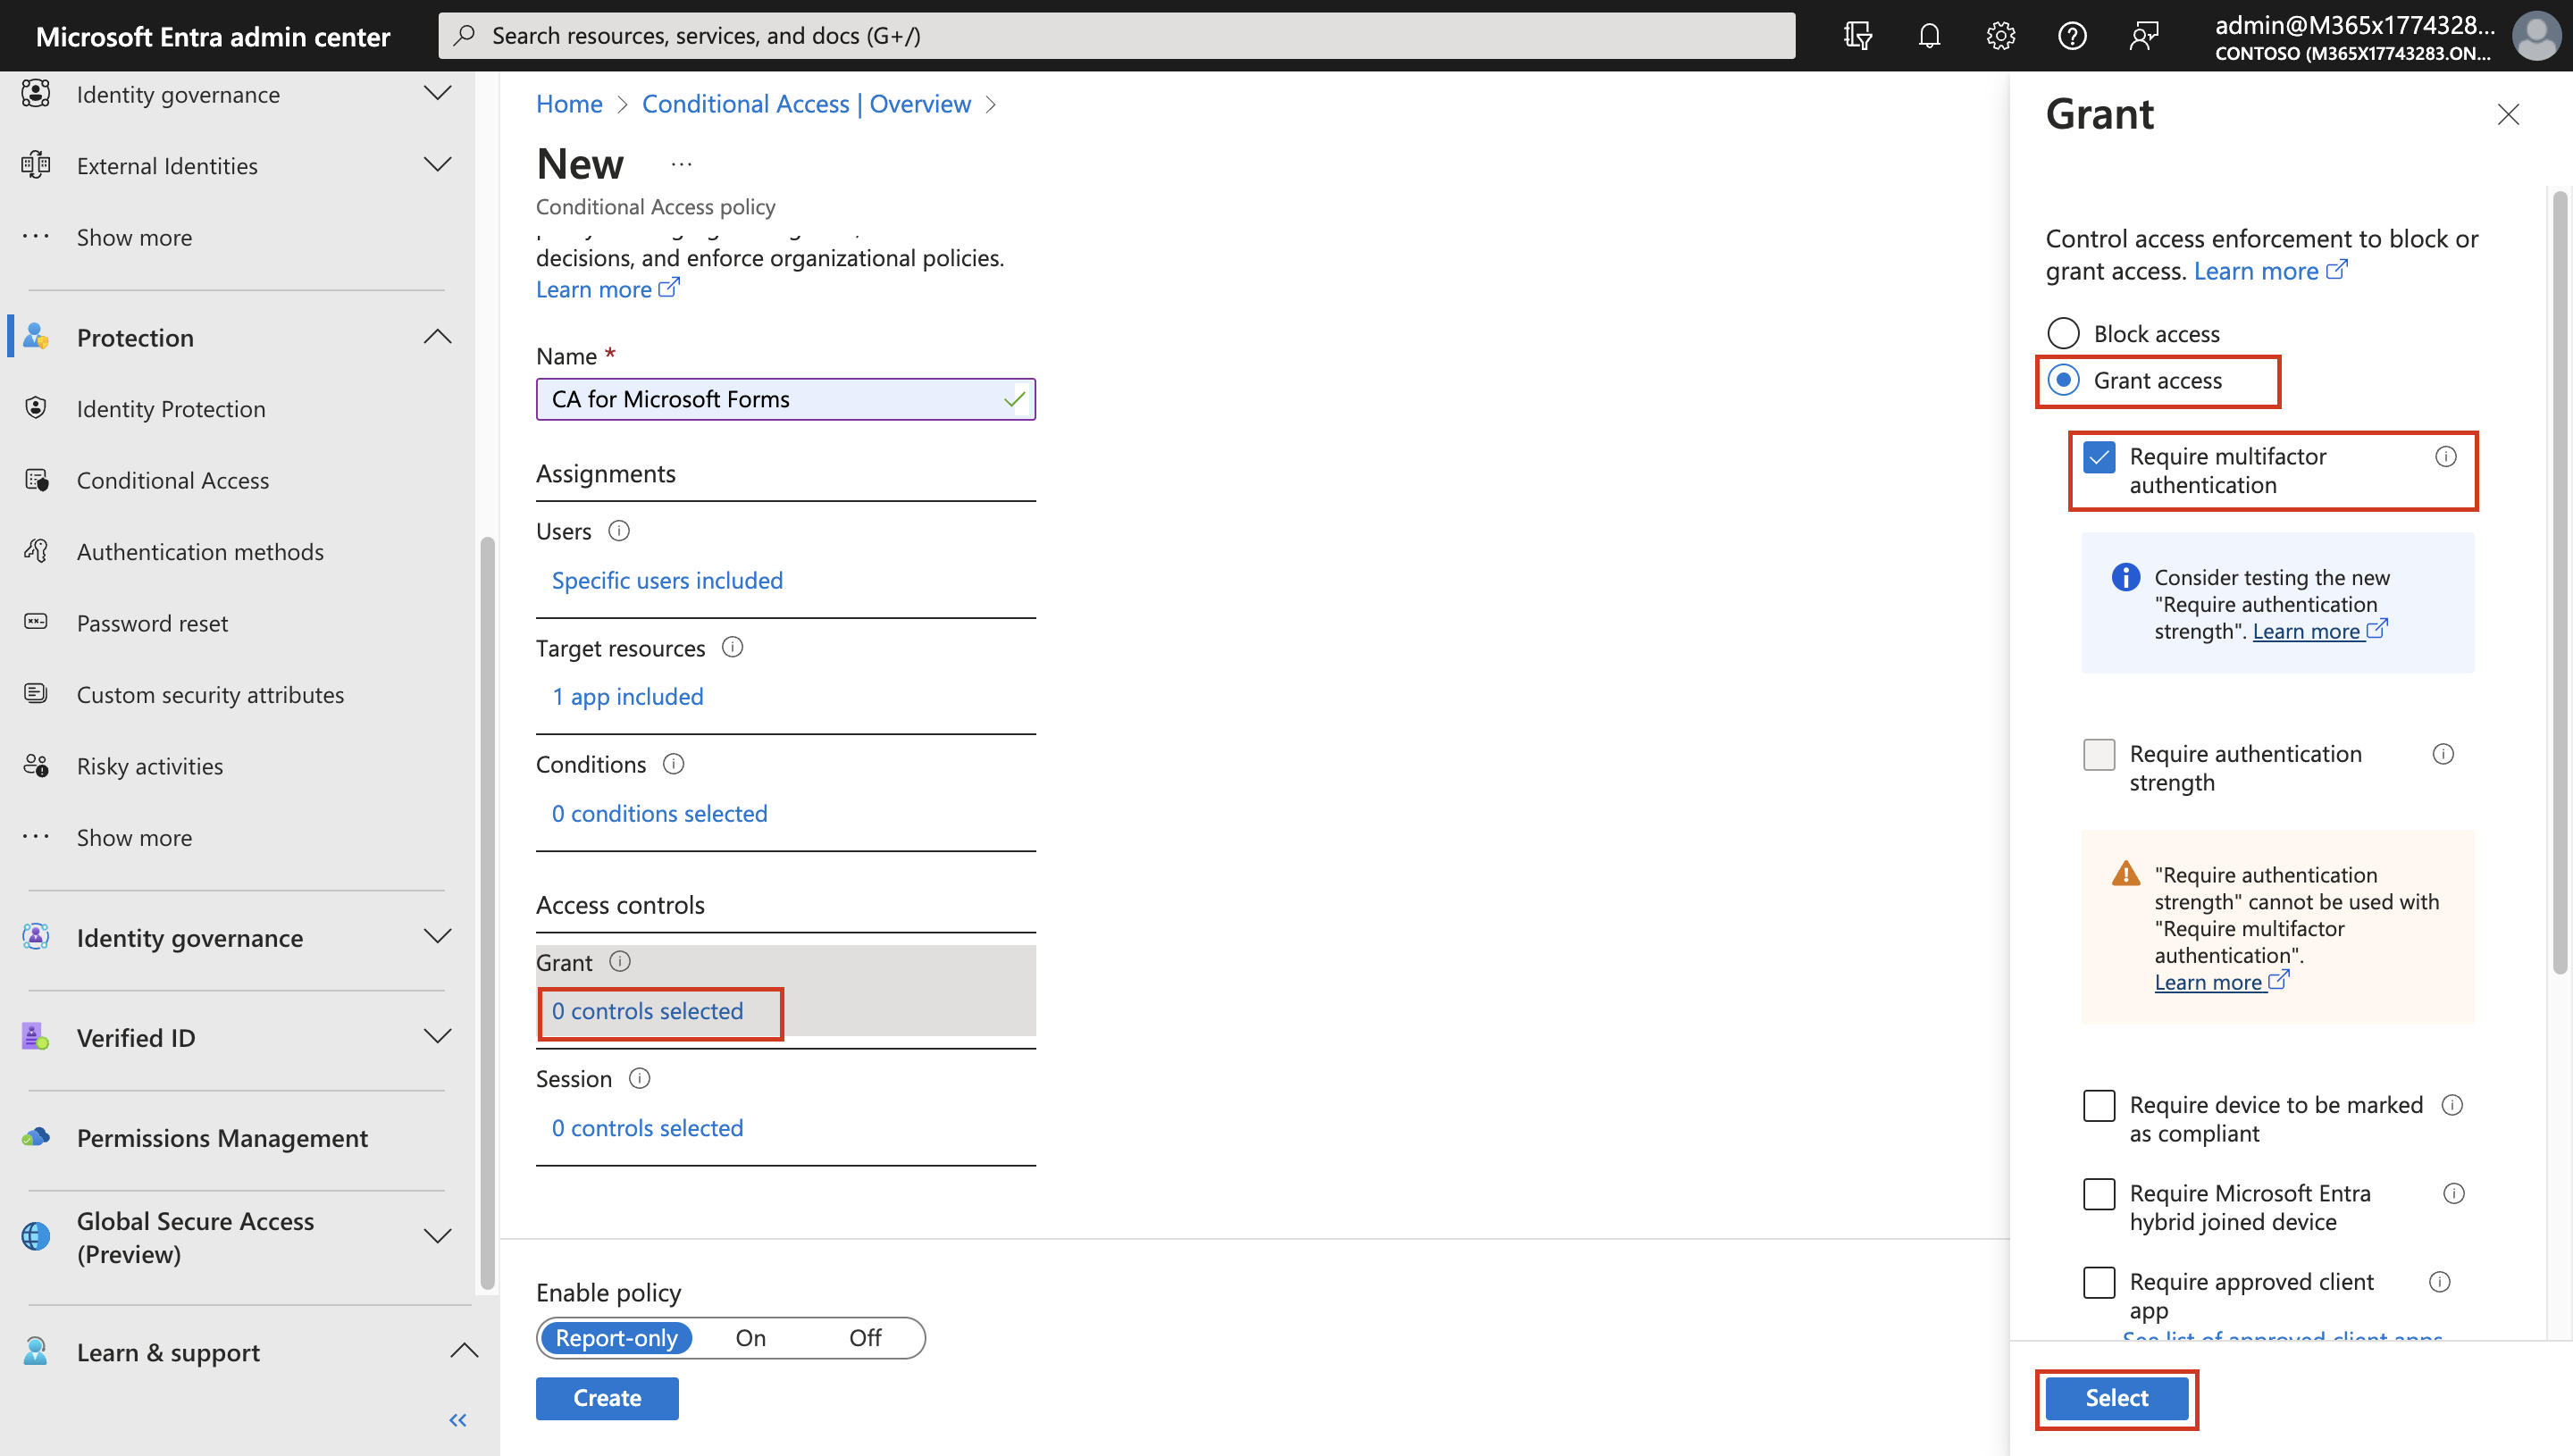 Microsoft Entra admin center
Search resources, services, and docs (G+/)
admin@M365x1774328...
CONTOSO (M365X17743283.ON...
Identity governance
External Identities
Show more
Protection
Identity Protection
Conditional Access
Authentication methods
Password reset
Custom security attributes
Risky activities
Show more
Identity governance
Verified ID
Permissions Management
Global Secure Access
(Preview)
Learn & support
Home > Conditional Access | Overview >
New ...
Conditional Access policy
decisions, and enforce organizational policies.
Learn more
Name *
CA for Microsoft Forms
Assignments
Users
Specific users included
Target resources
1 app included
Conditions
0 conditions selected
Access controls
Grant
0 controls selected
Session
0 controls selected
Enable policy
Report-only On Off
Create
Grant
Control access enforcement to block or
grant access. Learn more
Block access
Grant access
Require multifactor
authentication
Consider testing the new
"Require authentication
strength". Learn more
Require authentication
strength
"Require authentication
strength" cannot be used with
"Require multifactor
authentication".
Learn more
Require device to be marked
as compliant
Require Microsoft Entra
hybrid joined device
Require approved client
app
See list of approved client apps
Select